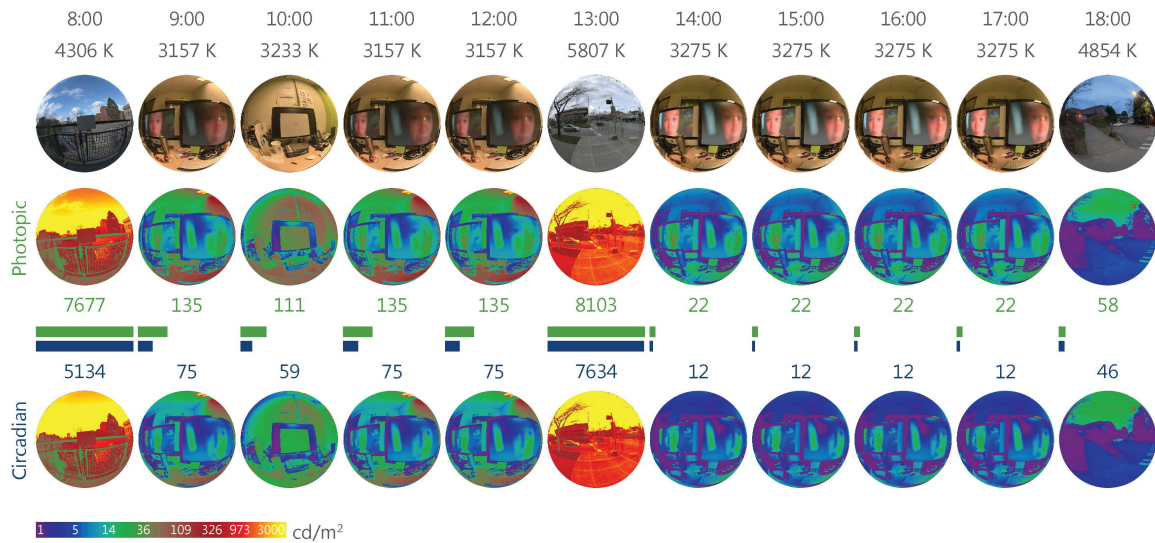 8:00 9:00 10:00 11:00 12:00 13:00 14:00 15:00 16:00 17:00 18:00
4306 K 3157 K 3233 K 3157 K 3157 K 5807 K 3275 K 3275 K 3275 K 3275 K 4854 K
Photopic
7677 135 111 135 135 8103 22 22 22 22 58
5134 75 59 75 75 7634 12 12 12 12 46
Circadian
1 5 14 36 109 326 973 3000 cd/m²